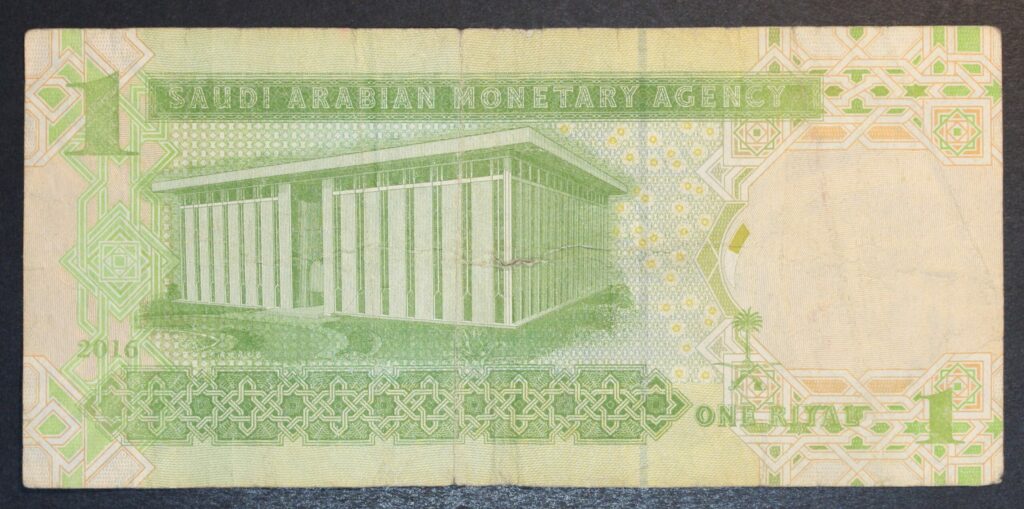 1
SAUDI ARABIAN MONETARY AGENCY
2016
ONE RIYAL
1